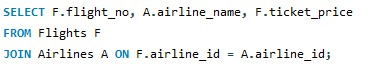 SELECT F.flight_no, A.airline_name, F.ticket_price
FROM Flights F
JOIN Airlines A ON F.airline_id = A.airline_id;